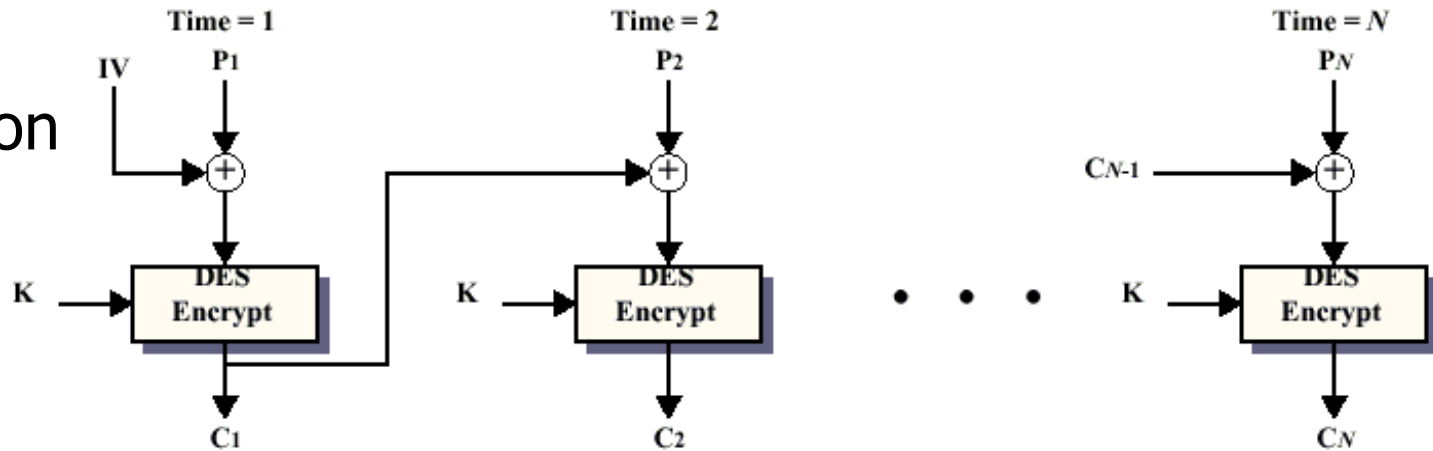 Time = 1
Time = 2
Time = N
IV
P1
P2
PN
on
+
+
CN-1
+
K
DES
Encrypt
K
DES
Encrypt
K
DES
Encrypt
C1
C2
CN